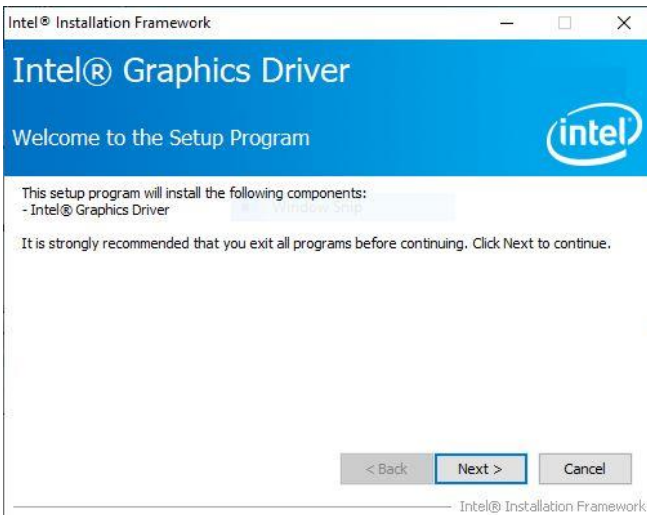 Intel® Installation Framework
Intel® Graphics Driver
Welcome to the Setup Program
intel
This setup program will install the following components:
- Intel® Graphics Driver
Window Snip
It is strongly recommended that you exit all programs before continuing. Click Next to continue.
< Back
Next >
Cancel
Intel® Installation Framework